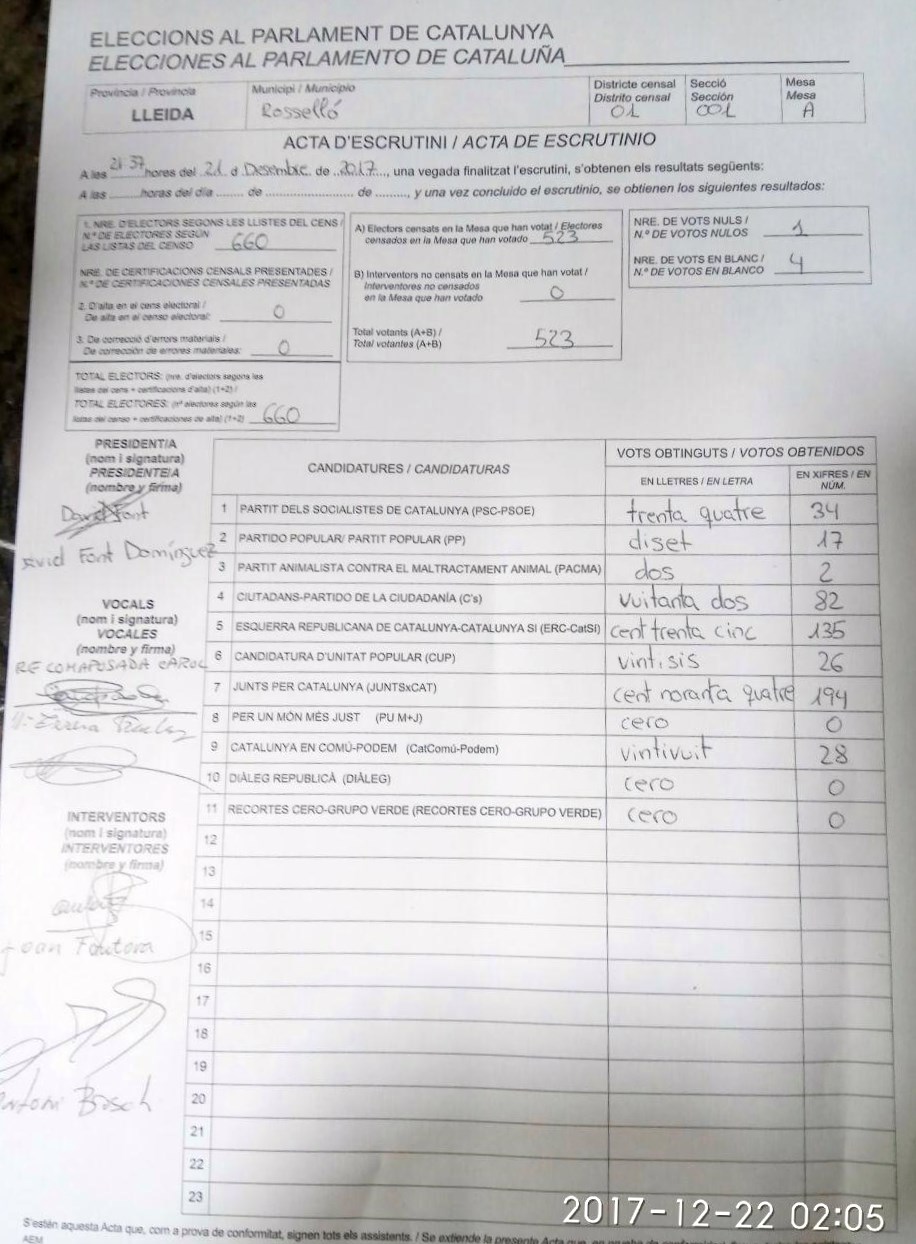 ELECCIONS AL PARLAMENT DE CATALUNYA
ELECCIONES AL PARLAMENTO DE CATALUÑA
Província / Provincia
LLEIDA
Municipi / Municipio
Rosselló
Districte censal
Distrito censal
01
Secció
Sección
001
Mesa
Mesa
A
ACTA D'ESCRUTINI / ACTA DE ESCRUTINIO
A les 21 37 hores del 21 d Desembre de 2017, una vegada finalitzat l'escrutini, s'obtenen els resultats següents:
A las ...... horas del día ....... de ..................... de ........., y una vez concluido el escrutinio, se obtienen los siguientes resultados:
1. NRE. D'ELECTORS SEGONS LES LLISTES DEL CENS /
N.º DE ELECTORES SEGÚN
LAS LISTAS DEL CENSO 660
NRE. DE CERTIFICACIONS CENSALS PRESENTADES /
N.º DE CERTIFICACIONES CENSALES PRESENTADAS
2. D'alta en el cens electoral /
De alta en el censo electoral: 0
3. De correcció d'errors materials /
De corrección de errores materiales: 0
TOTAL ELECTORS: (nre. d'electors segons les
llistes del cens + certificacions d'alta) (1+2) /
TOTAL ELECTORES: (nº electores según las
listas del censo + certificaciones de alta) (1+2) 660
A) Electors censats en la Mesa que han votat / Electores
censados en la Mesa que han votado 523
B) Interventors no censats en la Mesa que han votat /
Interventores no censados
en la Mesa que han votado 0
Total votants (A+B) /
Total votantes (A+B) 523
NRE. DE VOTS NULS /
N.º DE VOTOS NULOS 1
NRE. DE VOTS EN BLANC /
N.º DE VOTOS EN BLANCO 4
PRESIDENT/A
(nom i signatura)
PRESIDENTE/A
(nombre y firma)
David Font
David Font Domínguez
VOCALS
(nom i signatura)
VOCALES
(nombre y firma)
INTERVENTORS
(nom i signatura)
INTERVENTORES
(nombre y firma)
Joan
Antoni Bosch
CANDIDATURES / CANDIDATURAS
VOTS OBTINGUTS / VOTOS OBTENIDOS
EN LLETRES / EN LETRA
EN XIFRES / EN NÚM.
1 PARTIT DELS SOCIALISTES DE CATALUNYA (PSC-PSOE) trenta quatre 34
2 PARTIDO POPULAR/ PARTIT POPULAR (PP) diset 17
3 PARTIT ANIMALISTA CONTRA EL MALTRACTAMENT ANIMAL (PACMA) dos 2
4 CIUTADANS-PARTIDO DE LA CIUDADANÍA (C's) vuitanta dos 82
5 ESQUERRA REPUBLICANA DE CATALUNYA-CATALUNYA SÍ (ERC-CatSí) cent trenta cinc 135
6 CANDIDATURA D'UNITAT POPULAR (CUP) vint.sis 26
7 JUNTS PER CATALUNYA (JUNTSxCAT) cent noranta quatre 194
8 PER UN MÓN MÉS JUST (PU M+J) cero 0
9 CATALUNYA EN COMÚ-PODEM (CatComú-Podem) vintivuit 28
10 DIÀLEG REPUBLICÀ (DIÀLEG) cero 0
11 RECORTES CERO-GRUPO VERDE (RECORTES CERO-GRUPO VERDE) cero 0
12
13
14
15
16
17
18
19
20
21
22
23
S'estén aquesta Acta que, com a prova de conformitat, signen tots els assistents. / Se extiende la presente Acta que, en prueba de conformidad
AEM
2017-12-22 02:05